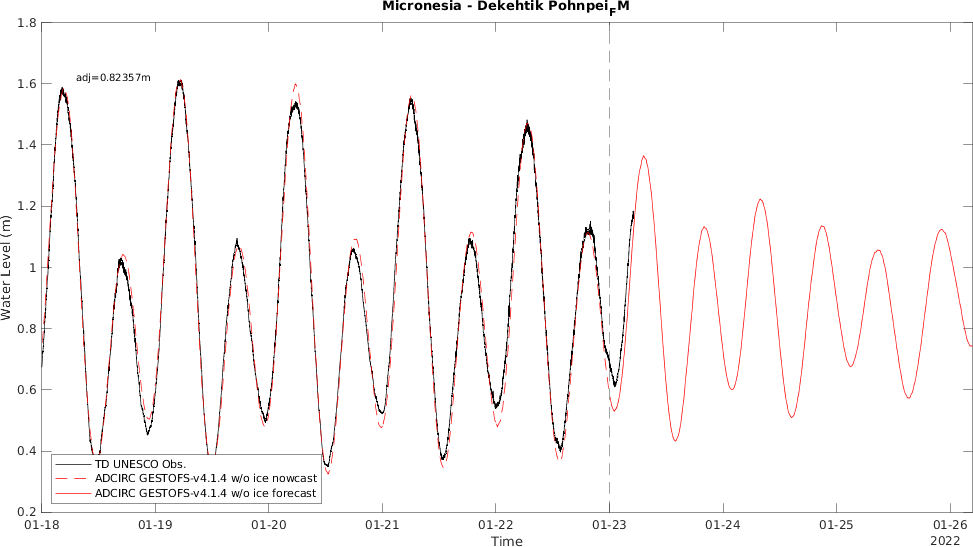 Micronesia - Dekehtik Pohnpei_FM
1.8
1.6
1.4
1.2
1
0.8
0.6
0.4
0.2
Water Level (m)
adj=0.82357m
TD UNESCO Obs.
ADCIRC GESTOFS-v4.1.4 w/o ice nowcast
ADCIRC GESTOFS-v4.1.4 w/o ice forecast
01-18 01-19 01-20 01-21 01-22 01-23 01-24 01-25 01-26
Time 2022